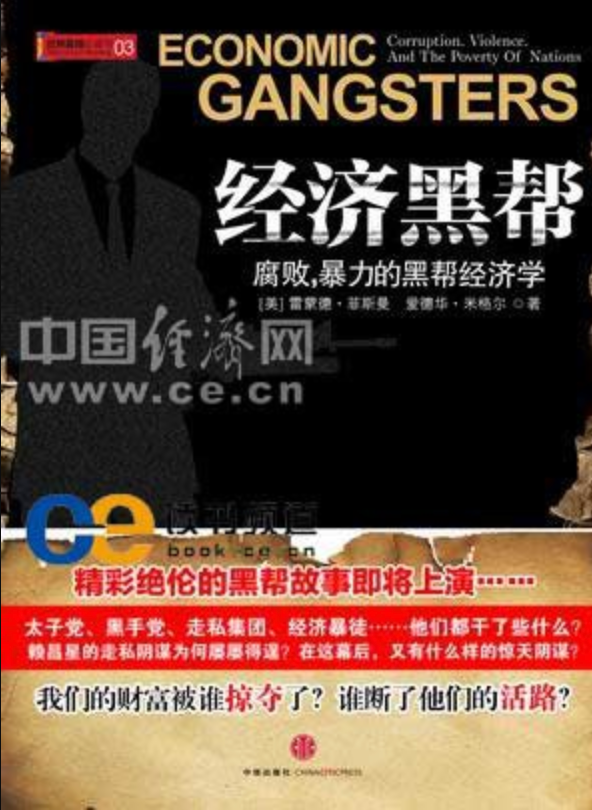 03
ECONOMIC
GANGSTERS
Corruption, Violence,
And The Poverty Of Nations
经济黑帮
腐败,暴力的黑帮经济学
[美] 雷蒙德·菲斯曼 爱德华·米格尔 ◎ 著
中国经济网
www.ce.cn
ce 读书频道
book·ce.cn
精彩绝伦的黑帮故事即将上演……
太子党、黑手党、走私集团、经济暴徒……他们都干了些什么?
赖昌星的走私阴谋为何屡屡得逞? 在这幕后,又有什么样的惊天阴谋?
我们的财富被谁掠夺了? 谁断了他们的活路?
中信出版社 CHINACITICPRESS